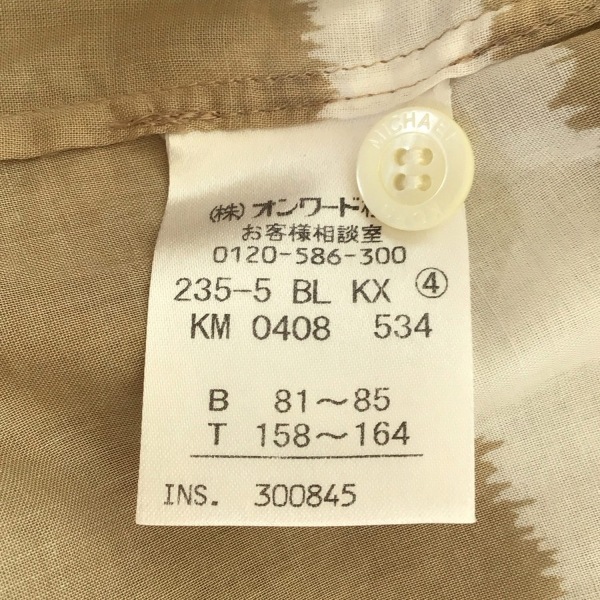 MICHAEL
(株)オンワード
お客様相談室
0120-586-300
235-5 BL KX ④
KM 0408 534
B 81～85
T 158～164
INS. 300845